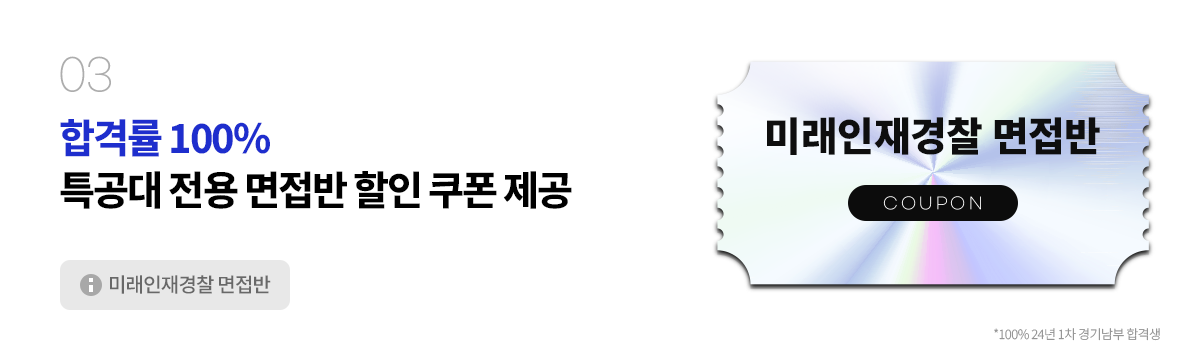 03
합격률 100%
특공대 전용 면접반 할인 쿠폰 제공
미래인재경찰 면접반
미래인재경찰 면접반
COUPON
*100% 24년 1차 경기남부 합격생